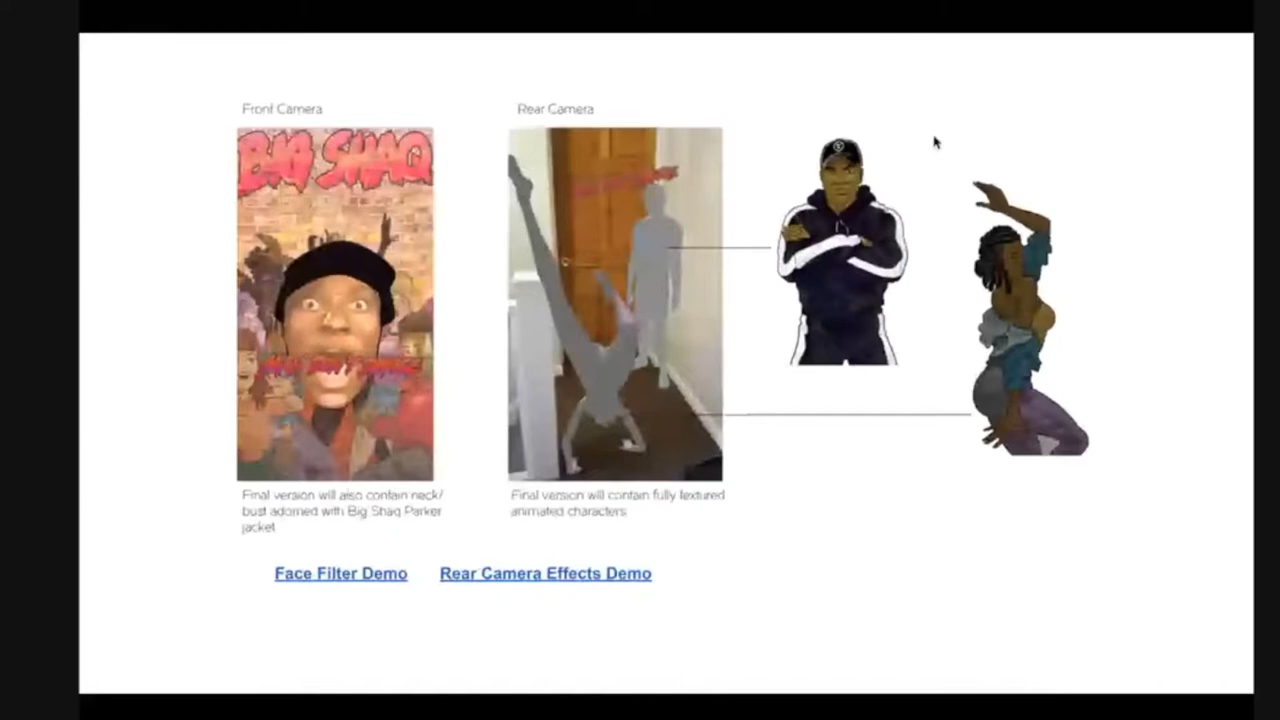 Front Camera
Rear Camera
BIG SHAQ
Final version will also contain neck/
bust adorned with Big Shaq Parker
jacket
Final version will contain fully textured
animated characters
Face Filter Demo
Rear Camera Effects Demo